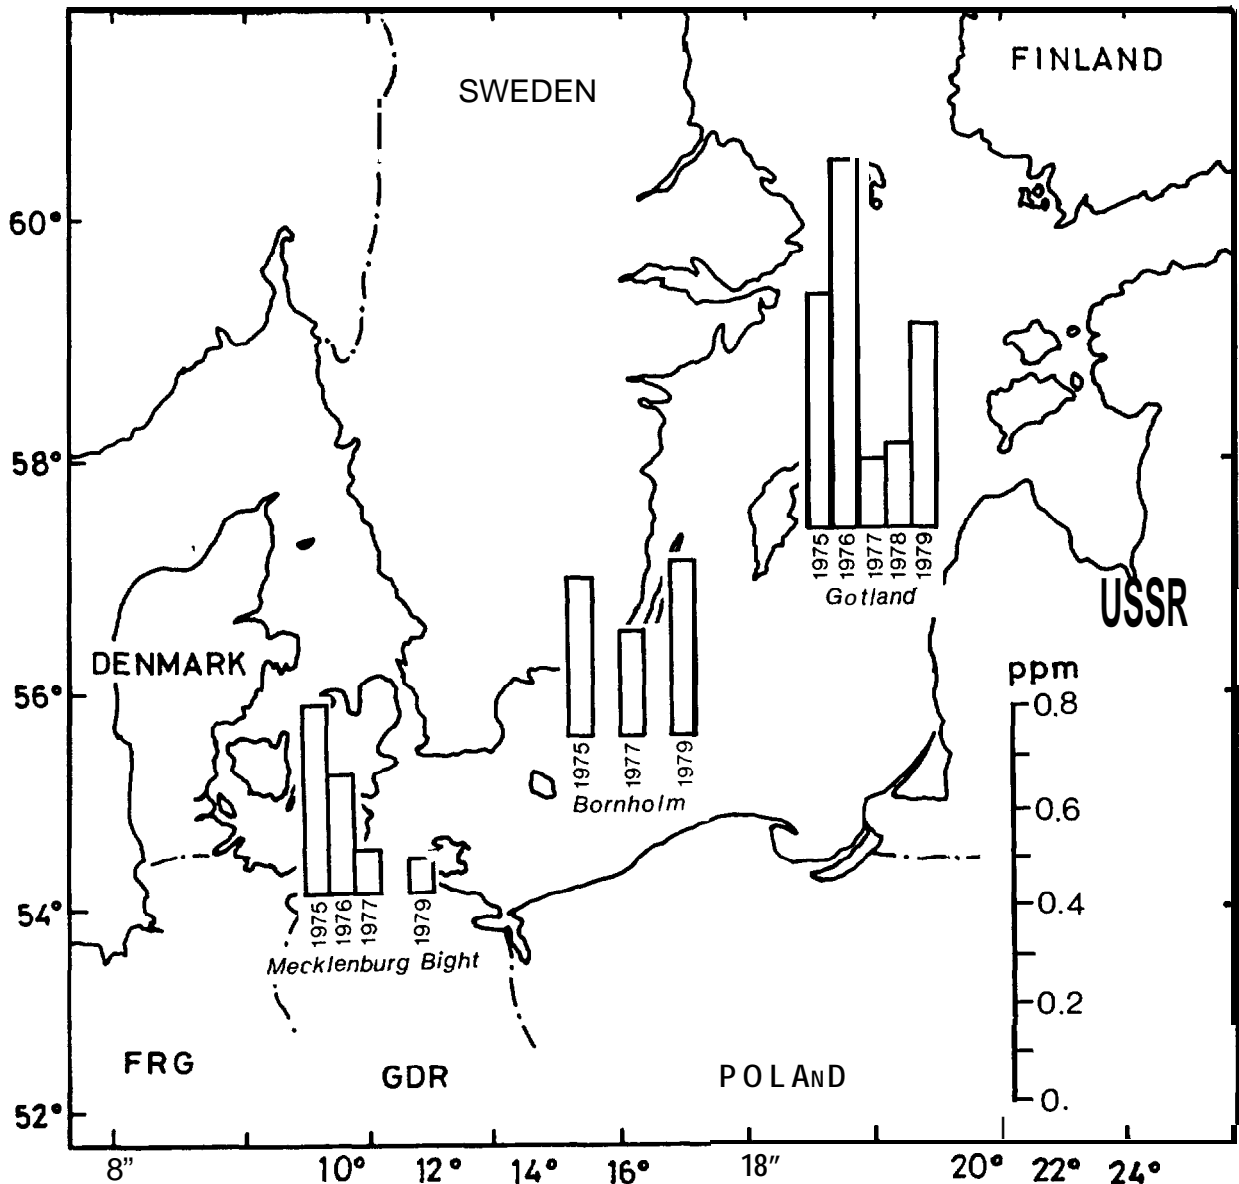 FINLAND
SWEDEN
60°
58°
1975
1976
1977
1978
1979
Gotland
USSR
DENMARK
56°
ppm
0.8
1975
1977
1979
Bornholm
0.6
54°
1975
1976
1977
1979
0.4
Mecklenburg Bight
0.2
FRG
GDR
POLAND
52°
0.
8" 10° 12° 14° 16° 18" 20° 22° 24°